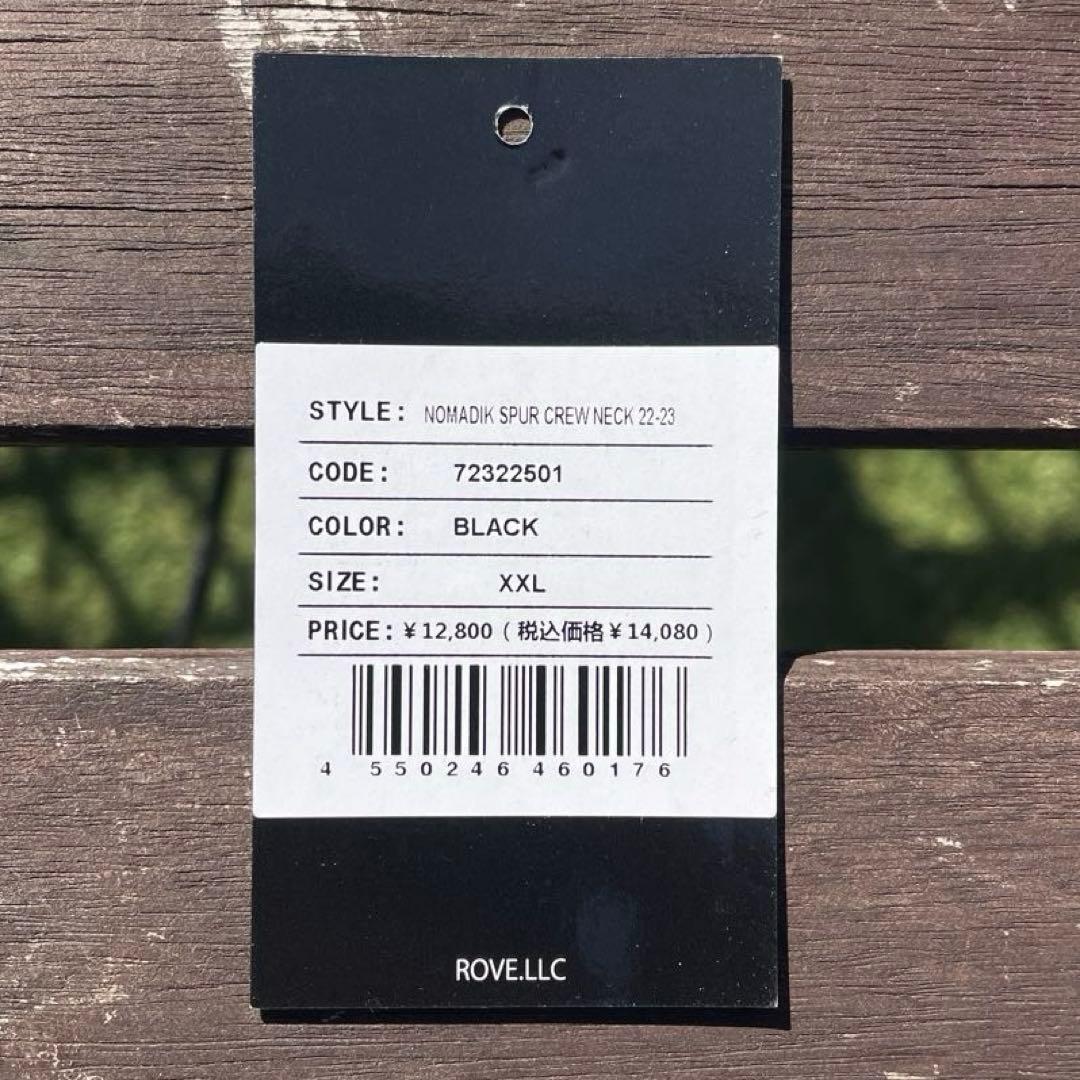 STYLE: NOMADIK SPUR CREW NECK 22-23
CODE: 72322501
COLOR: BLACK
SIZE: XXL
PRICE: ¥12,800 (税込価格¥14,080)
4 550246 460176
ROVE.LLC